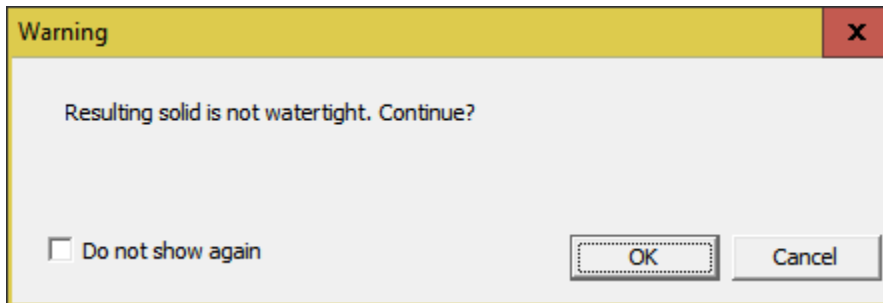 Warning
X
Resulting solid is not watertight. Continue?
Do not show again
OK
Cancel